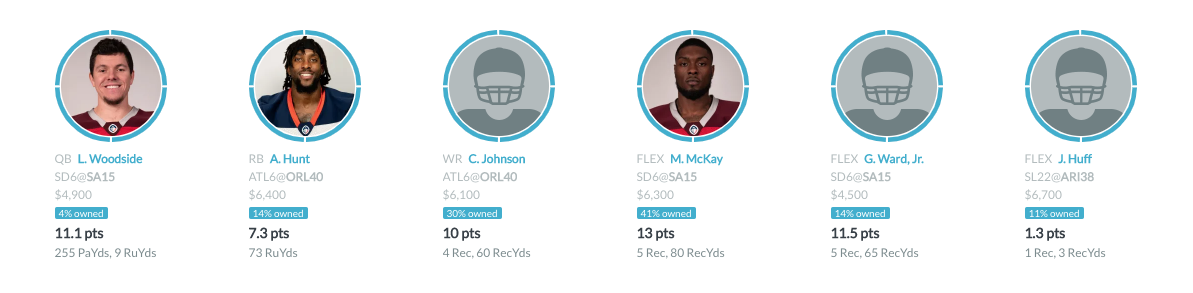 QB L. Woodside
SD6@SA15
$4,900
4% owned
11.1 pts
255 PaYds, 9 RuYds
RB A. Hunt
ATL6@ORL40
$6,400
14% owned
7.3 pts
73 RuYds
WR C. Johnson
ATL6@ORL40
$6,100
30% owned
10 pts
4 Rec, 60 RecYds
FLEX M. McKay
SD6@SA15
$6,300
41% owned
13 pts
5 Rec, 80 RecYds
FLEX G. Ward, Jr.
SD6@SA15
$4,500
14% owned
11.5 pts
5 Rec, 65 RecYds
FLEX J. Huff
SL22@ARI38
$6,700
11% owned
1.3 pts
1 Rec, 3 RecYds